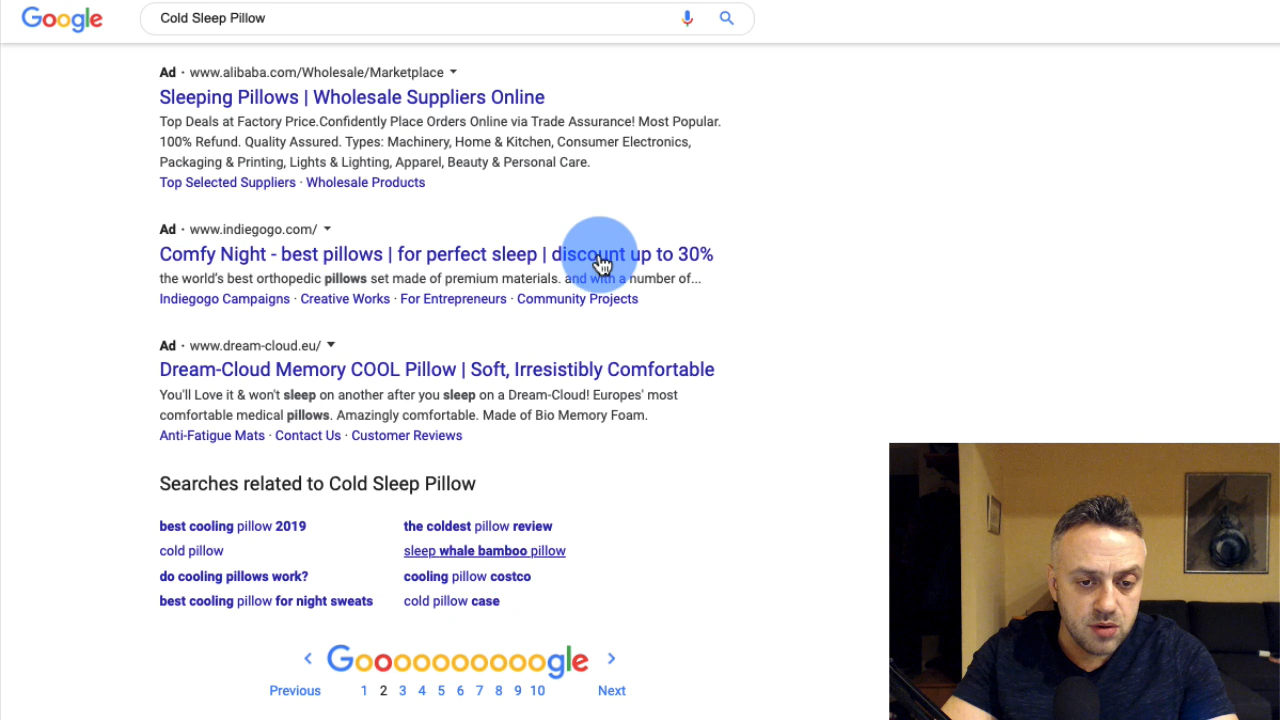 Google
Cold Sleep Pillow
Ad · www.alibaba.com/Wholesale/Marketplace
Sleeping Pillows | Wholesale Suppliers Online
Top Deals at Factory Price.Confidently Place Orders Online via Trade Assurance! Most Popular.
100% Refund. Quality Assured. Types: Machinery, Home & Kitchen, Consumer Electronics,
Packaging & Printing, Lights & Lighting, Apparel, Beauty & Personal Care.
Top Selected Suppliers · Wholesale Products
Ad · www.indiegogo.com/
Comfy Night - best pillows | for perfect sleep | discount up to 30%
the world's best orthopedic pillows set made of premium materials. and with a number of...
Indiegogo Campaigns · Creative Works · For Entrepreneurs · Community Projects
Ad · www.dream-cloud.eu/
Dream-Cloud Memory COOL Pillow | Soft, Irresistibly Comfortable
You'll Love it & won't sleep on another after you sleep on a Dream-Cloud! Europes' most
comfortable medical pillows. Amazingly comfortable. Made of Bio Memory Foam.
Anti-Fatigue Mats · Contact Us · Customer Reviews
Searches related to Cold Sleep Pillow
best cooling pillow 2019
cold pillow
do cooling pillows work?
best cooling pillow for night sweats
the coldest pillow review
sleep whale bamboo pillow
cooling pillow costco
cold pillow case
< Goooooooooogle >
Previous 1 2 3 4 5 6 7 8 9 10 Next